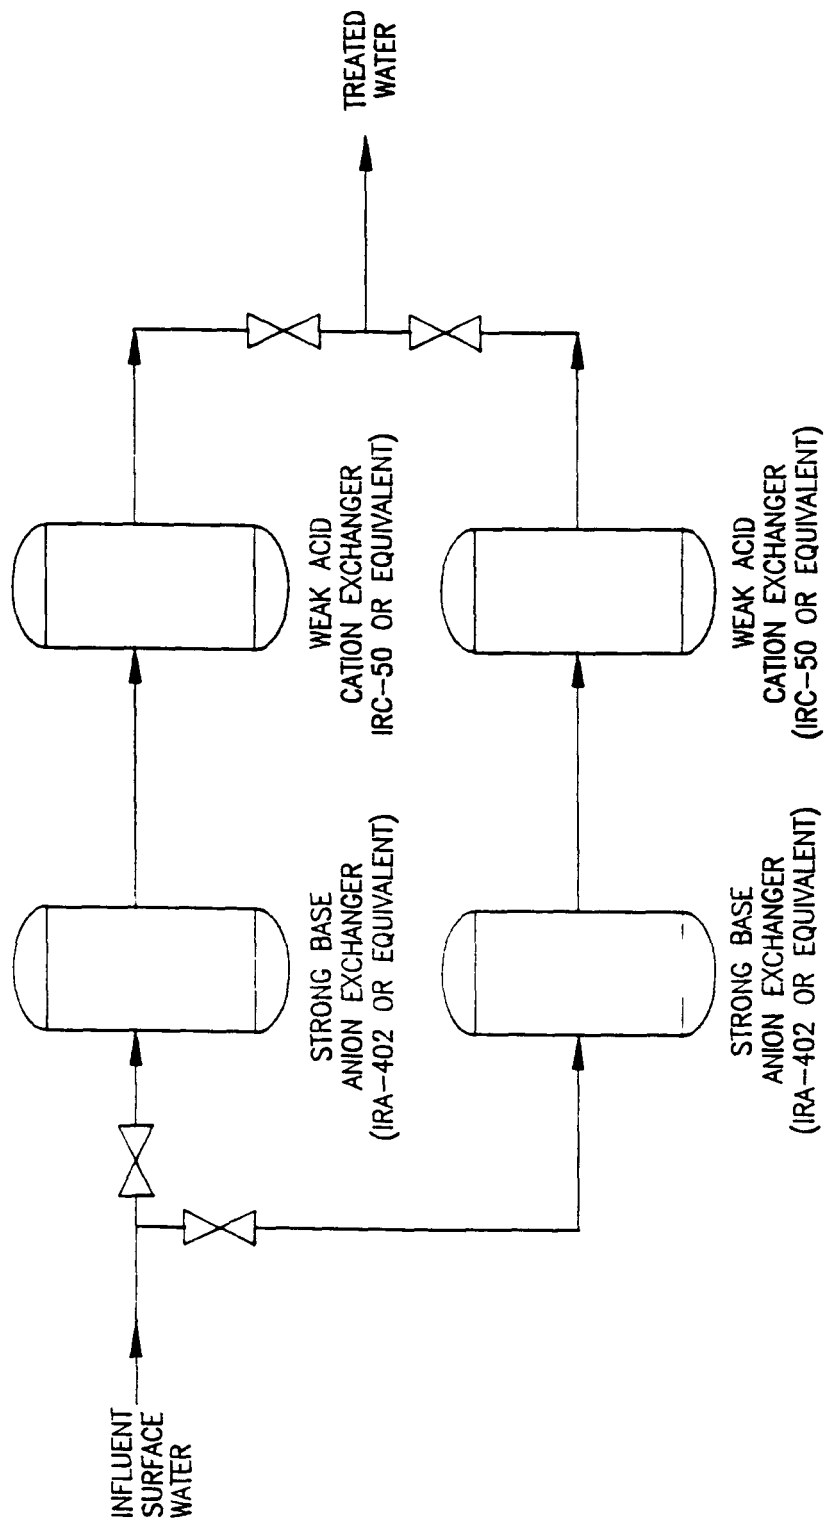 INFLUENT
SURFACE
WATER
STRONG BASE
ANION EXCHANGER
(IRA-402 OR EQUIVALENT)
WEAK ACID
CATION EXCHANGER
IRC-50 OR EQUIVALENT)
TREATED
WATER
STRONG BASE
ANION EXCHANGER
(IRA-402 OR EQUIVALENT)
WEAK ACID
CATION EXCHANGER
(IRC-50 OR EQUIVALENT)